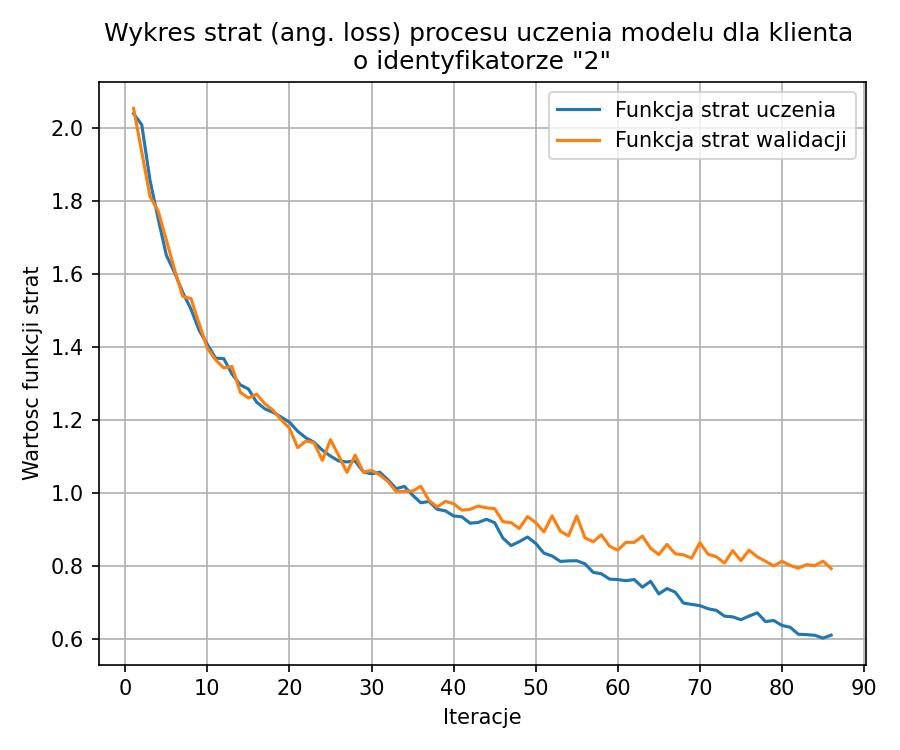 Wykres strat (ang. loss) procesu uczenia modelu dla klienta
o identyfikatorze "2"
Funkcja strat uczenia
Funkcja strat walidacji
Wartosc funkcji strat
2.0
1.8
1.6
1.4
1.2
1.0
0.8
0.6
0 10 20 30 40 50 60 70 80 90
Iteracje